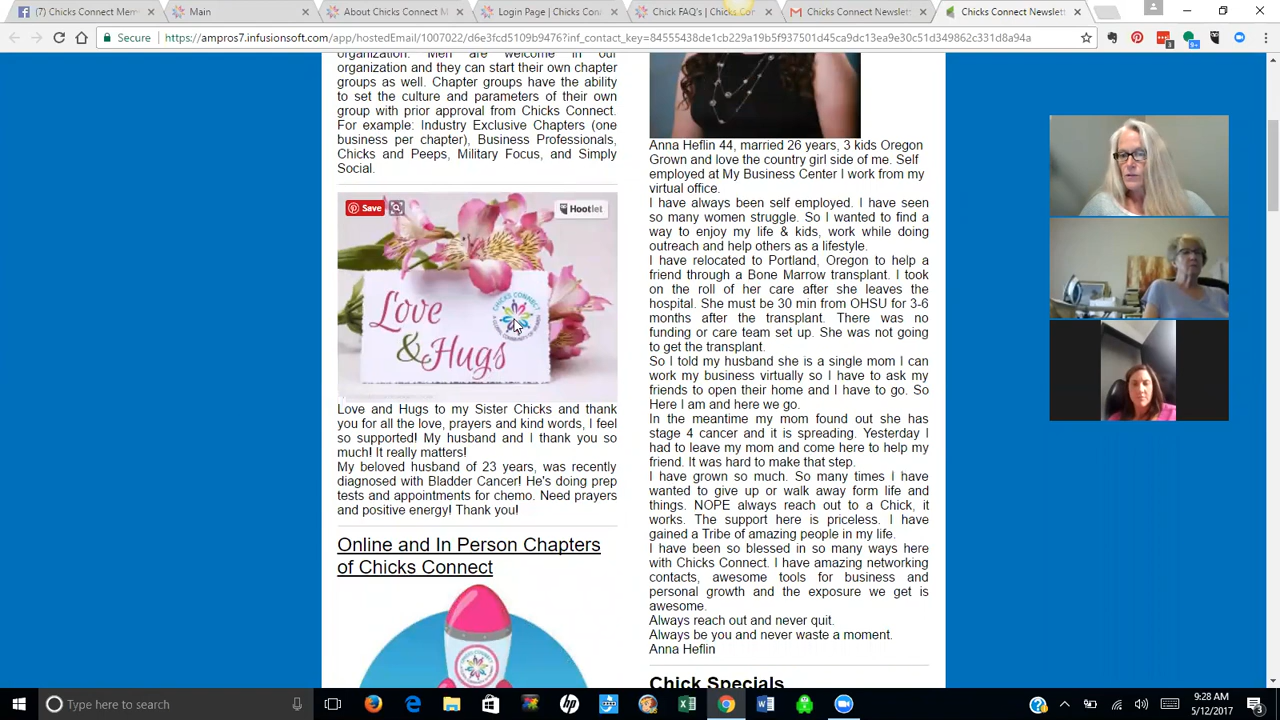 (7) Chicks Connect Mem
Main
About Chicks Connect M
Login Page | Chicks Con
Chick FAQ's | Chicks Con
Chicks Connect Newslett
Chicks Connect Newslett
Secure
https://ampros7.infusionsoft.com/app/hostedEmail/1007022/d6e3fcd5109b9476?inf_contact_key=84555438de1cb229a19b5f937501d45ca9dc13ea9e30c51d349862c331d8a94a
organization. Men are welcome in our
organization and they can start their own chapter
groups as well. Chapter groups have the ability
to set the culture and parameters of their own
group with prior approval from Chicks Connect.
For example: Industry Exclusive Chapters (one
business per chapter), Business Professionals,
Chicks and Peeps, Military Focus, and Simply
Social.
Save
Hootlet
Love
& Hugs
CHICKS CONNECT
Love and Hugs to my Sister Chicks and thank
you for all the love, prayers and kind words, I feel
so supported! My husband and I thank you so
much! It really matters!
My beloved husband of 23 years, was recently
diagnosed with Bladder Cancer! He's doing prep
tests and appointments for chemo. Need prayers
and positive energy! Thank you!
Online and In Person Chapters
of Chicks Connect
Anna Heflin 44, married 26 years, 3 kids Oregon
Grown and love the country girl side of me. Self
employed at My Business Center I work from my
virtual office.
I have always been self employed. I have seen
so many women struggle. So I wanted to find a
way to enjoy my life & kids, work while doing
outreach and help others as a lifestyle.
I have relocated to Portland, Oregon to help a
friend through a Bone Marrow transplant. I took
on the roll of her care after she leaves the
hospital. She must be 30 min from OHSU for 3-6
months after the transplant. There was no
funding or care team set up. She was not going
to get the transplant.
So I told my husband she is a single mom I can
work my business virtually so I have to ask my
friends to open their home and I have to go. So
Here I am and here we go.
In the meantime my mom found out she has
stage 4 cancer and it is spreading. Yesterday I
had to leave my mom and come here to help my
friend. It was hard to make that step.
I have grown so much. So many times I have
wanted to give up or walk away form life and
things. NOPE always reach out to a Chick, it
works. The support here is priceless. I have
gained a Tribe of amazing people in my life.
I have been so blessed in so many ways here
with Chicks Connect. I have amazing networking
contacts, awesome tools for business and
personal growth and the exposure we get is
awesome.
Always reach out and never quit.
Always be you and never waste a moment.
Anna Heflin
Chick Specials
Type here to search
9:28 AM
5/12/2017